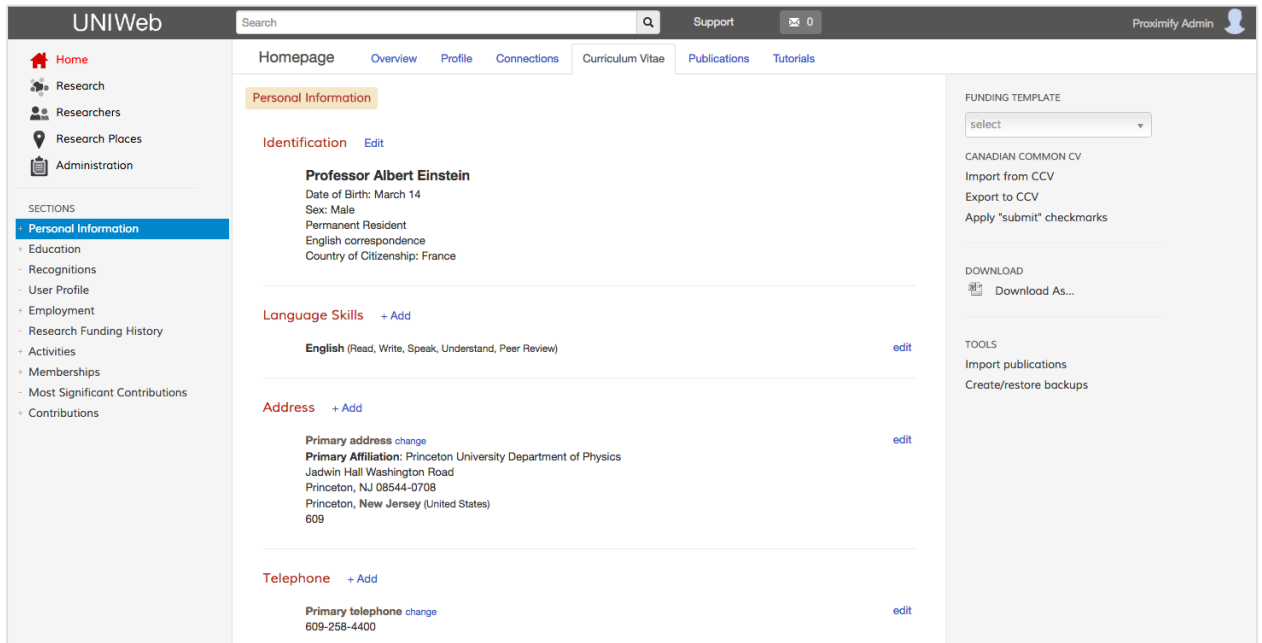 UNIWeb
Search
Support
0
Proximify Admin
Home
Research
Researchers
Research Places
Administration
SECTIONS
+ Personal Information
+ Education
- Recognitions
- User Profile
+ Employment
- Research Funding History
+ Activities
+ Memberships
- Most Significant Contributions
+ Contributions
Homepage Overview Profile Connections Curriculum Vitae Publications Tutorials
Personal Information
Identification Edit
Professor Albert Einstein
Date of Birth: March 14
Sex: Male
Permanent Resident
English correspondence
Country of Citizenship: France
Language Skills + Add
English (Read, Write, Speak, Understand, Peer Review) edit
Address + Add
Primary address change edit
Primary Affiliation: Princeton University Department of Physics
Jadwin Hall Washington Road
Princeton, NJ 08544-0708
Princeton, New Jersey (United States)
609
Telephone + Add
Primary telephone change edit
609-258-4400
FUNDING TEMPLATE
select
CANADIAN COMMON CV
Import from CCV
Export to CCV
Apply "submit" checkmarks
DOWNLOAD
Download As...
TOOLS
Import publications
Create/restore backups